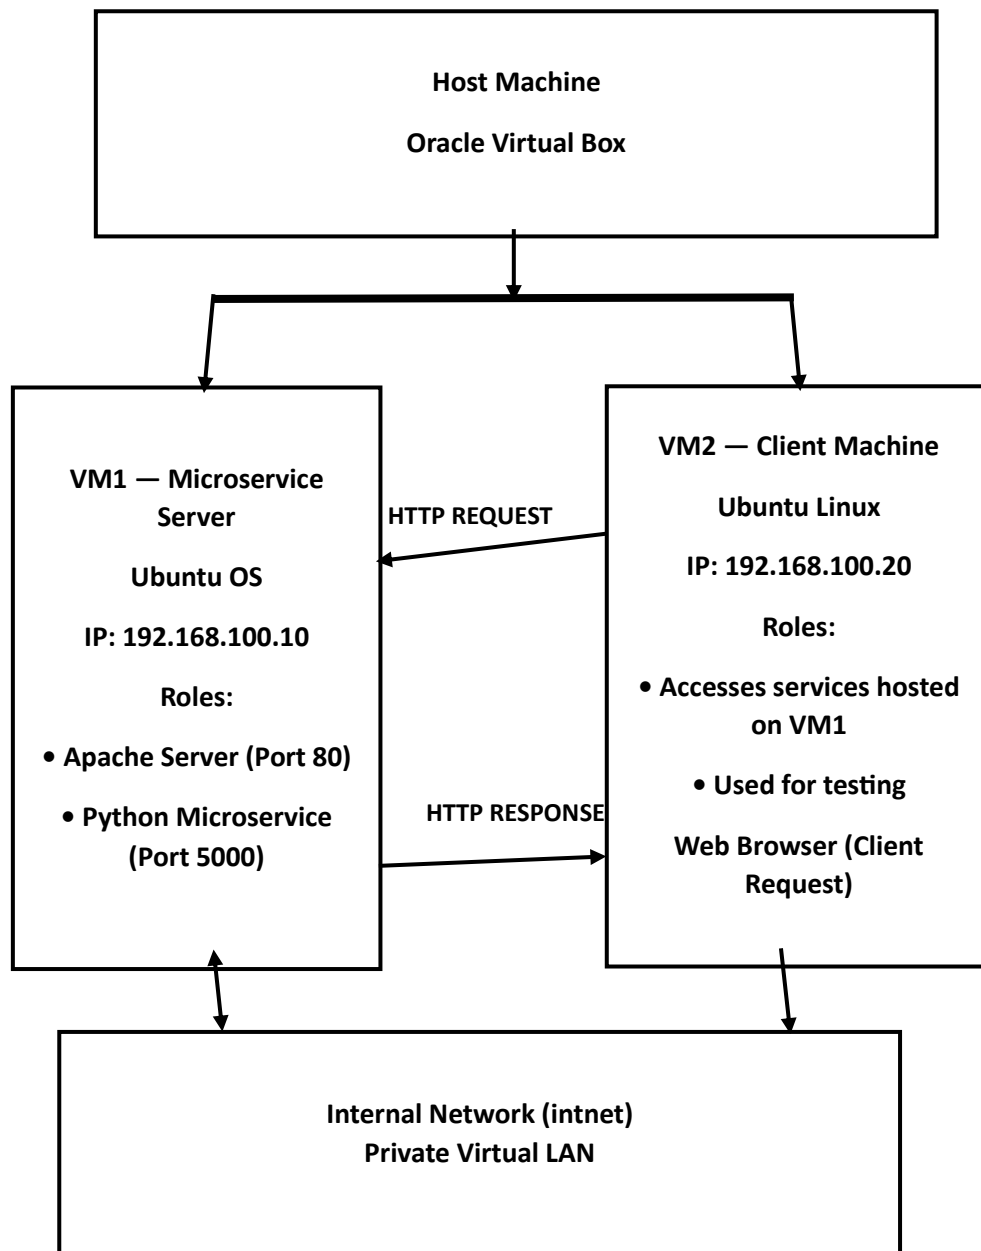 Host Machine
Oracle Virtual Box
VM1 — Microservice
Server
Ubuntu OS
IP: 192.168.100.10
Roles:
• Apache Server (Port 80)
• Python Microservice
(Port 5000)
HTTP REQUEST
HTTP RESPONSE
VM2 — Client Machine
Ubuntu Linux
IP: 192.168.100.20
Roles:
• Accesses services hosted
on VM1
• Used for testing
Web Browser (Client
Request)
Internal Network (intnet)
Private Virtual LAN